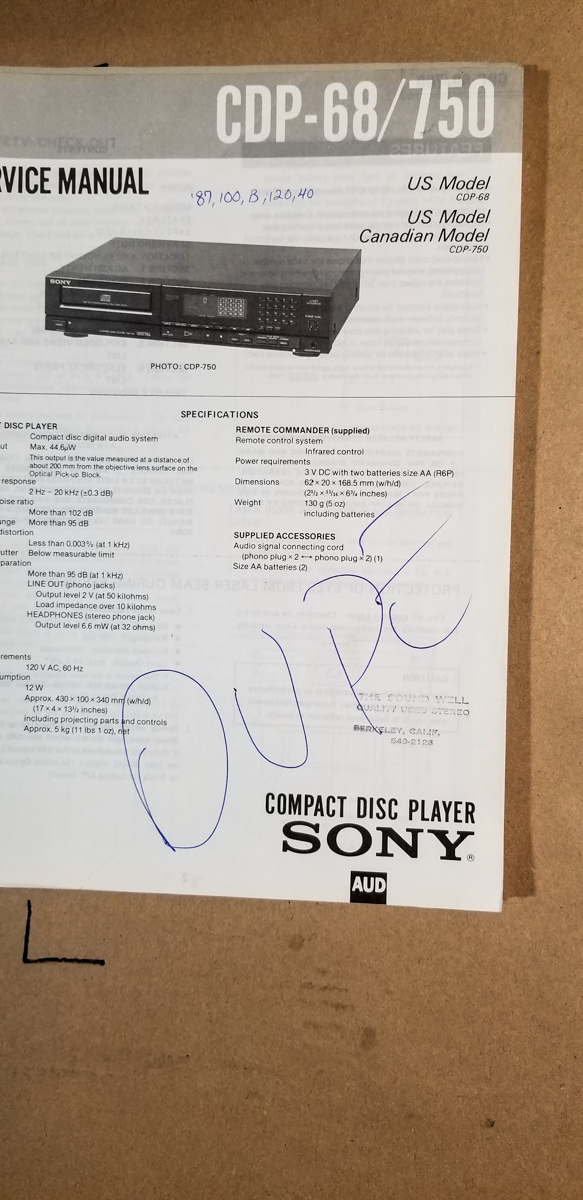 CDP-68/750
RVICE MANUAL
'87, 100, B, 120, 40
US Model
CDP-68
US Model
Canadian Model
CDP-750
SONY
PHOTO: CDP-750
SPECIFICATIONS
T DISC PLAYER
Compact disc digital audio system
ut Max. 44.6µW
This output is the value measured at a distance of
about 200 mm from the objective lens surface on the
Optical Pick-up Block.
response
2 Hz – 20 kHz (±0.3 dB)
oise ratio
More than 102 dB
nge More than 95 dB
distortion
Less than 0.003% (at 1 kHz)
utter Below measurable limit
paration
More than 95 dB (at 1 kHz)
LINE OUT (phono jacks)
Output level 2 V (at 50 kilohms)
Load impedance over 10 kilohms
HEADPHONES (stereo phone jack)
Output level 6.6 mW (at 32 ohms)
rements
120 V AC, 60 Hz
umption
12 W
Approx. 430 × 100 × 340 mm (w/h/d)
(17 × 4 × 13½ inches)
including projecting parts and controls
Approx. 5 kg (11 lbs 1 oz), net
REMOTE COMMANDER (supplied)
Remote control system
Infrared control
Power requirements
3 V DC with two batteries size AA (R6P)
Dimensions 62 × 20 × 168.5 mm (w/h/d)
(2½ × ¹³⁄₁₆ × 6¾ inches)
Weight 130 g (5 oz)
including batteries
SUPPLIED ACCESSORIES
Audio signal connecting cord
(phono plug × 2 ↔ phono plug × 2) (1)
Size AA batteries (2)
DUPE
THE SOUND WELL
QUALITY USED STEREO
BERKELEY, CALIF.
549-2126
COMPACT DISC PLAYER
SONY®
AUD